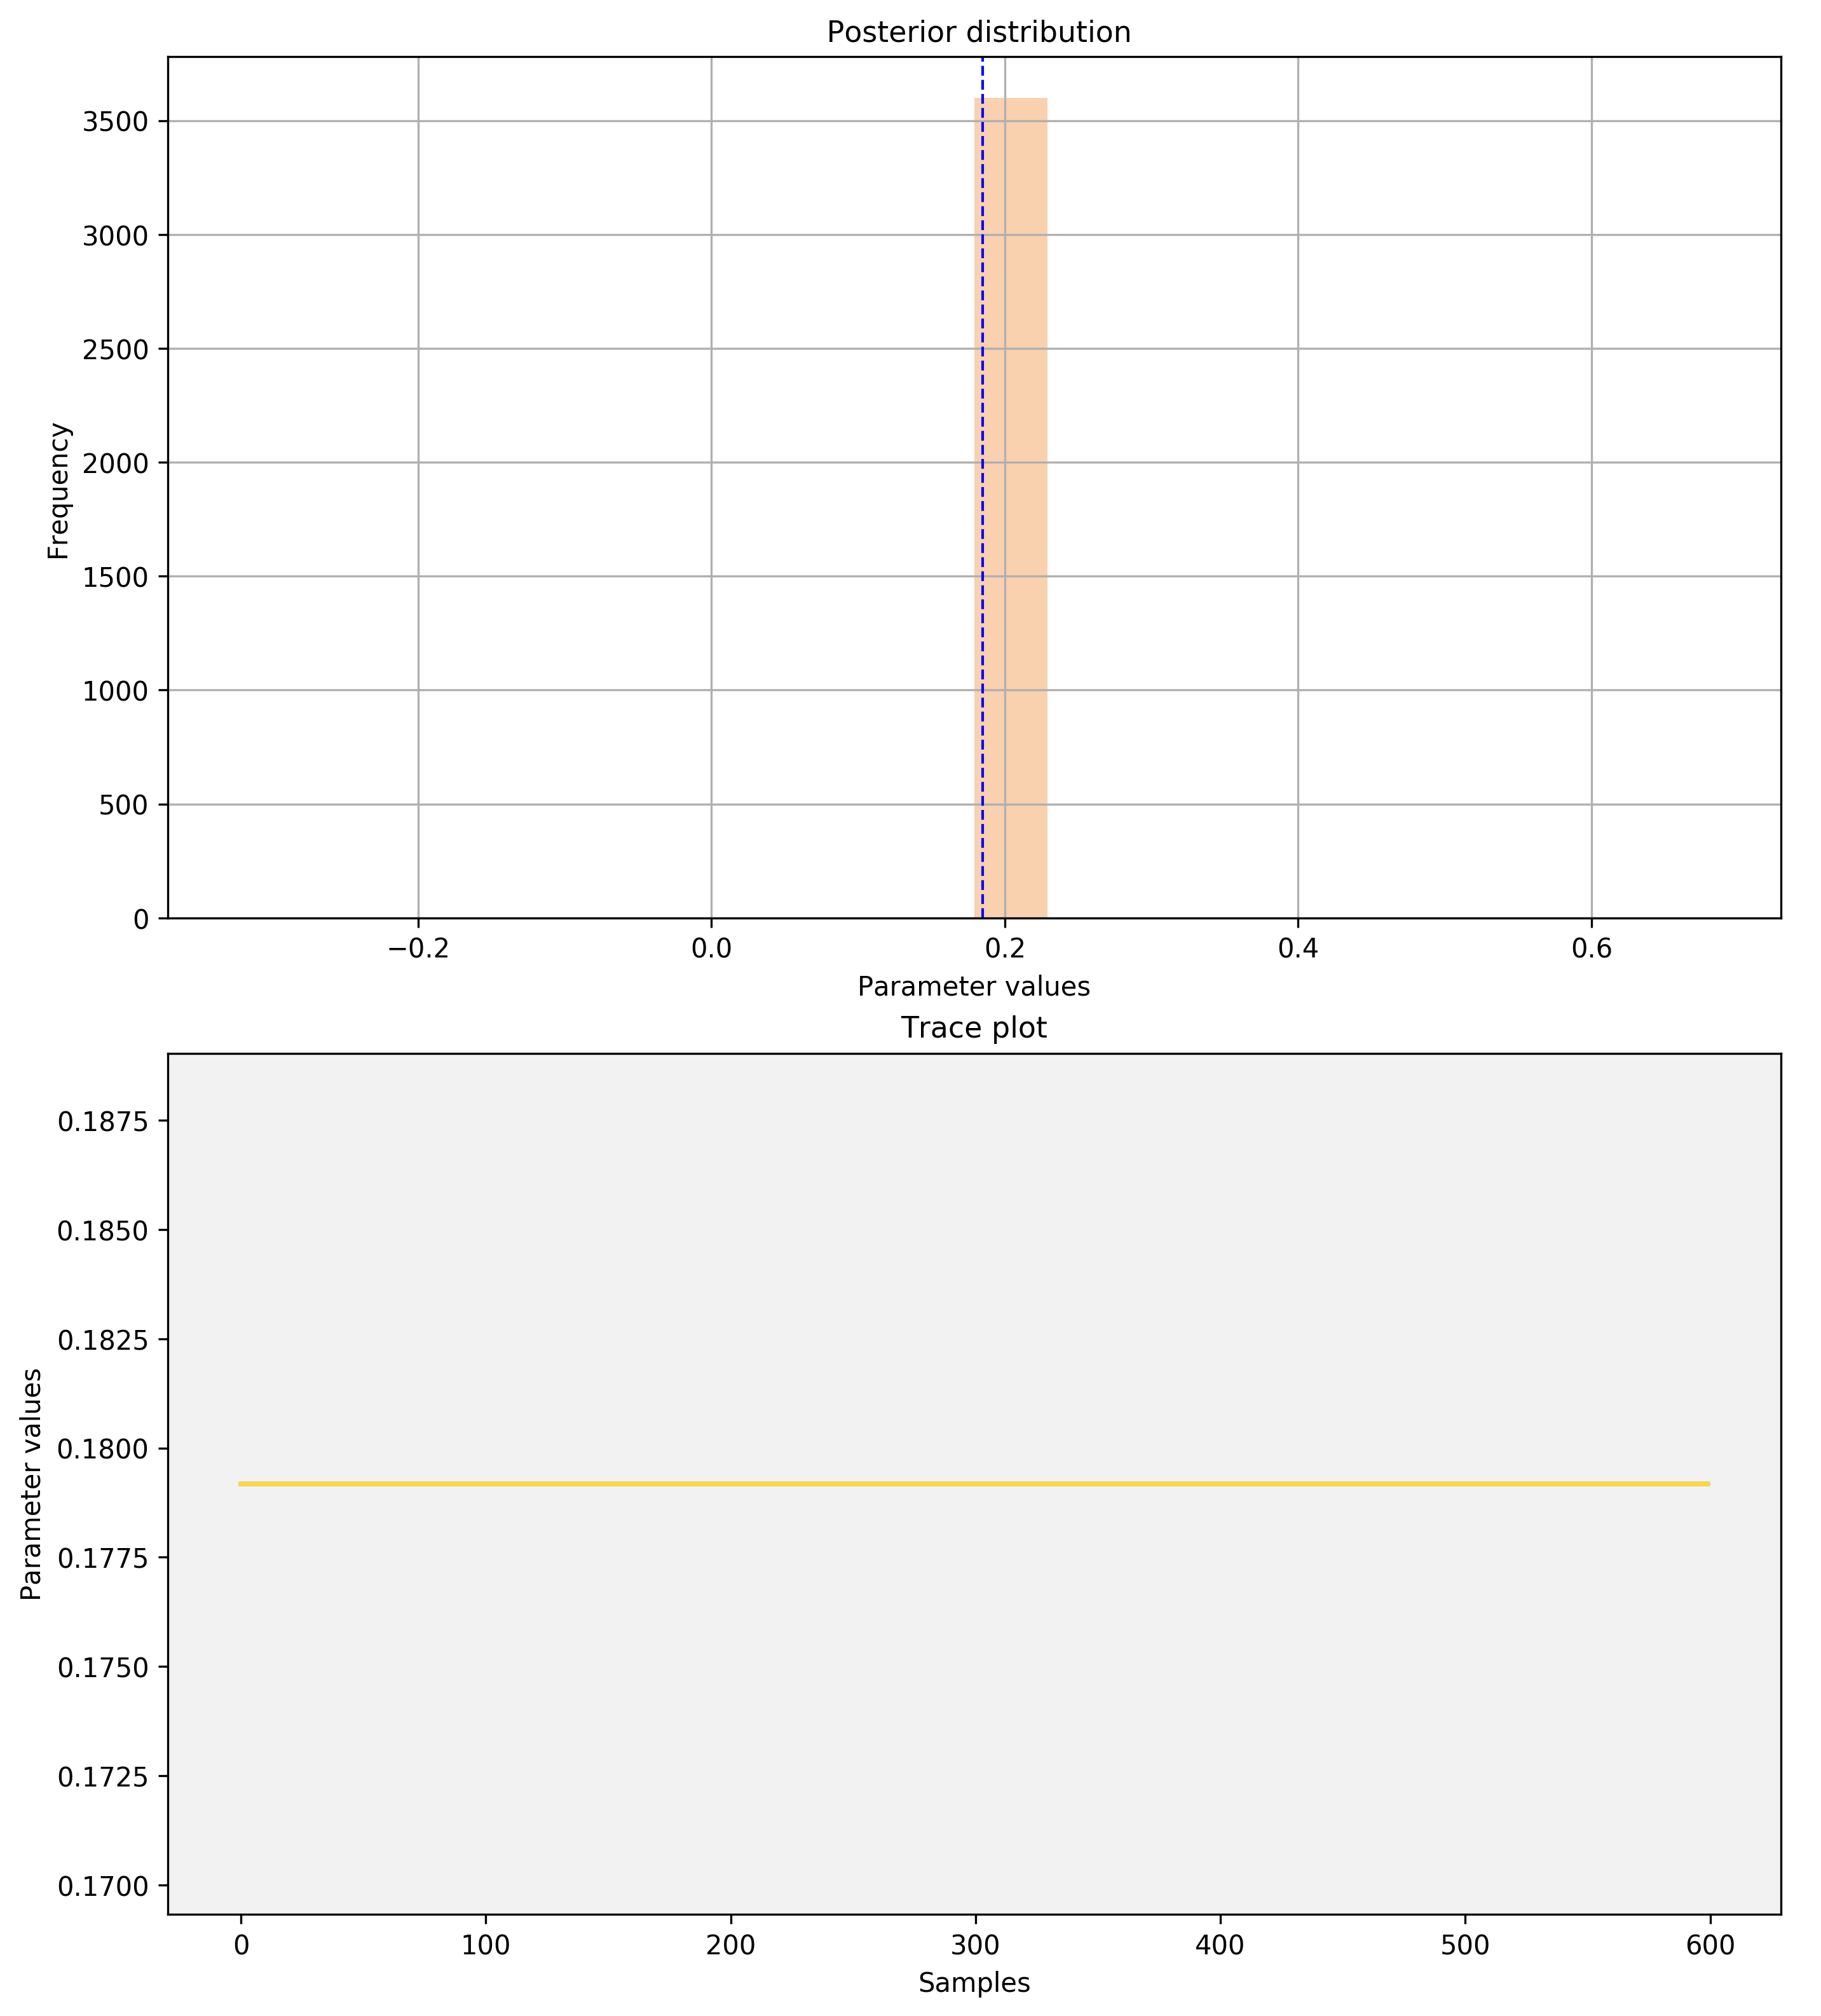 Posterior distribution
3500
3000
2500
2000
1500
1000
500
0
Frequency
−0.2 0.0 0.2 0.4 0.6
Parameter values
Trace plot
0.1875
0.1850
0.1825
0.1800
0.1775
0.1750
0.1725
0.1700
Parameter values
0 100 200 300 400 500 600
Samples